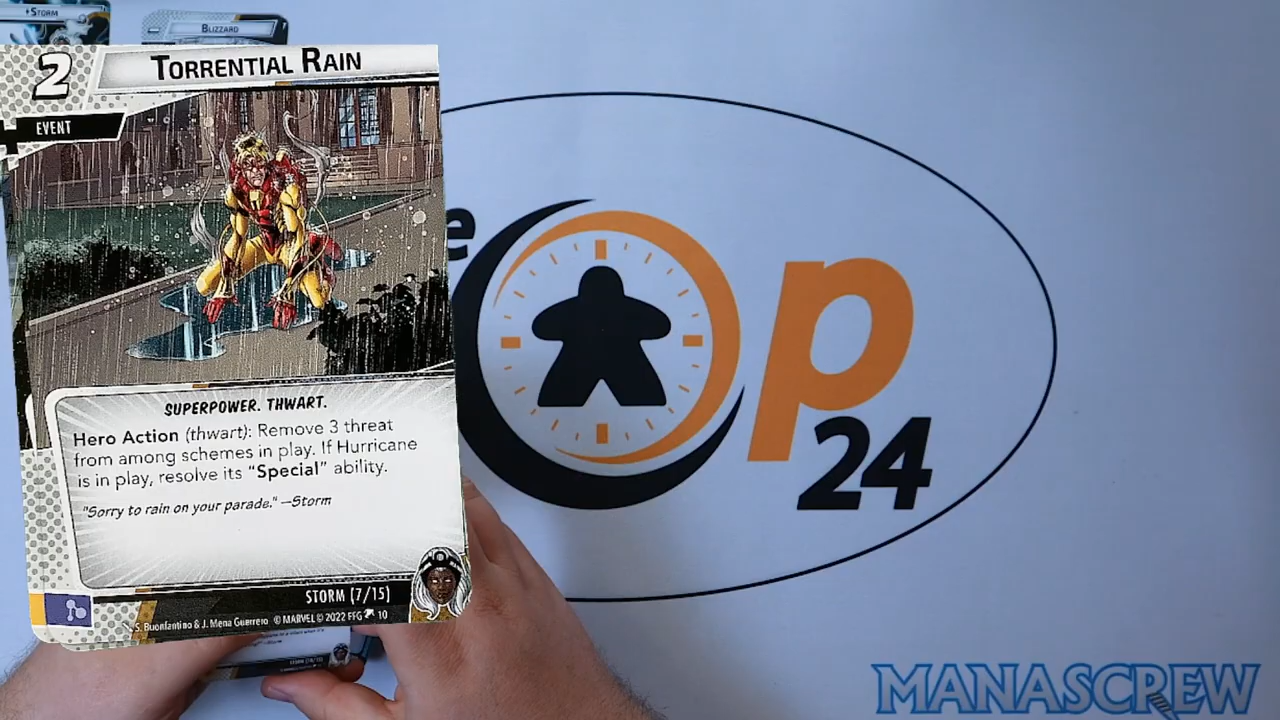 STORM
BLIZZARD
2
TORRENTIAL RAIN
EVENT
SUPERPOWER. THWART.
Hero Action (thwart): Remove 3 threat
from among schemes in play. If Hurricane
is in play, resolve its "Special" ability.
"Sorry to rain on your parade." —Storm
STORM (7/15)
S. Buonfantino & J. Mena Guerrero © MARVEL © 2022 FFG 10
e
Op
24
MANASCREW